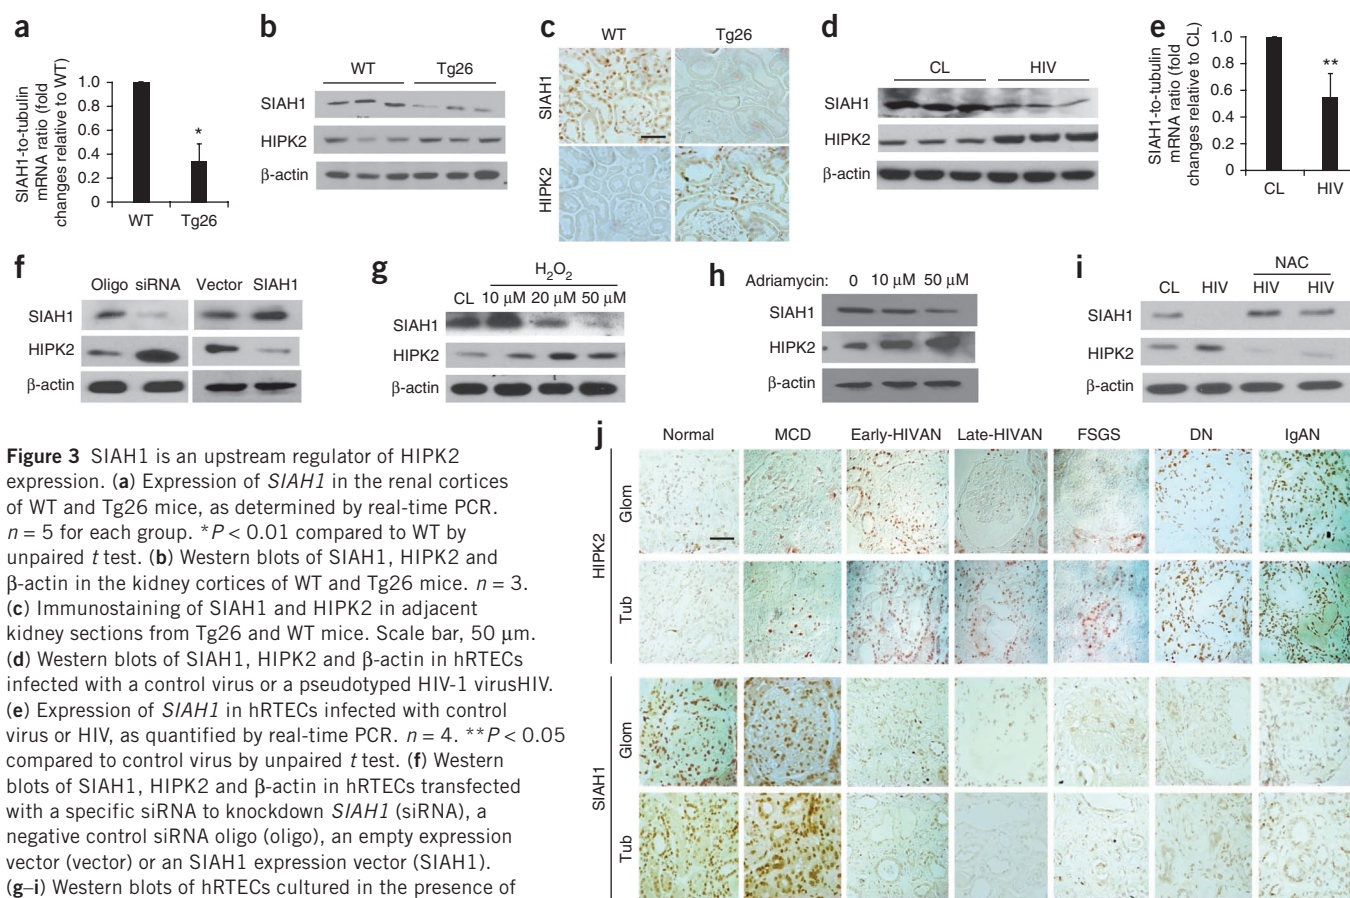 a
SIAH1-to-tubulin
mRNA ratio (fold
changes relative to WT)
1.0
0.8
0.6
0.4
0.2
0
*
WT
Tg26
b
WT
Tg26
SIAH1
HIPK2
β-actin
c
WT
Tg26
SIAH1
HIPK2
d
CL
HIV
SIAH1
HIPK2
β-actin
e
SIAH1-to-tubulin
mRNA ratio (fold
changes relative to CL)
1.0
0.8
0.6
0.4
0.2
0
**
CL
HIV
f
Oligo siRNA Vector SIAH1
SIAH1
HIPK2
β-actin
g
H2O2
CL 10 μM 20 μM 50 μM
SIAH1
HIPK2
β-actin
h
Adriamycin: 0 10 μM 50 μM
SIAH1
HIPK2
β-actin
i
NAC
CL HIV HIV HIV
SIAH1
HIPK2
β-actin
Figure 3 SIAH1 is an upstream regulator of HIPK2
expression. (a) Expression of SIAH1 in the renal cortices
of WT and Tg26 mice, as determined by real-time PCR.
n = 5 for each group. *P < 0.01 compared to WT by
unpaired t test. (b) Western blots of SIAH1, HIPK2 and
β-actin in the kidney cortices of WT and Tg26 mice. n = 3.
(c) Immunostaining of SIAH1 and HIPK2 in adjacent
kidney sections from Tg26 and WT mice. Scale bar, 50 μm.
(d) Western blots of SIAH1, HIPK2 and β-actin in hRTECs
infected with a control virus or a pseudotyped HIV-1 virusHIV.
(e) Expression of SIAH1 in hRTECs infected with control
virus or HIV, as quantified by real-time PCR. n = 4. **P < 0.05
compared to control virus by unpaired t test. (f) Western
blots of SIAH1, HIPK2 and β-actin in hRTECs transfected
with a specific siRNA to knockdown SIAH1 (siRNA), a
negative control siRNA oligo (oligo), an empty expression
vector (vector) or an SIAH1 expression vector (SIAH1).
(g–i) Western blots of hRTECs cultured in the presence of
j
Normal MCD Early-HIVAN Late-HIVAN FSGS DN IgAN
HIPK2
Glom
Tub
SIAH1
Glom
Tub